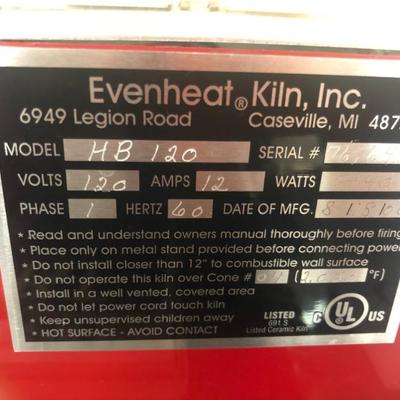 Evenheat® Kiln, Inc.
6949 Legion Road Caseville, MI 487
MODEL HB 120 SERIAL #
VOLTS 120 AMPS 12 WATTS
PHASE 1 HERTZ 60 DATE OF MFG.
* Read and understand owners manual thoroughly before firing
* Place only on metal stand provided before connecting power
* Do not install closer than 12" to combustible wall surface
* Do not operate this kiln over Cone # ( °F)
* Install in a well vented, covered area
* Do not let power cord touch kiln
* Keep unsupervised children away
* HOT SURFACE - AVOID CONTACT
LISTED
691 S
Listed Ceramic Kiln
C UL US